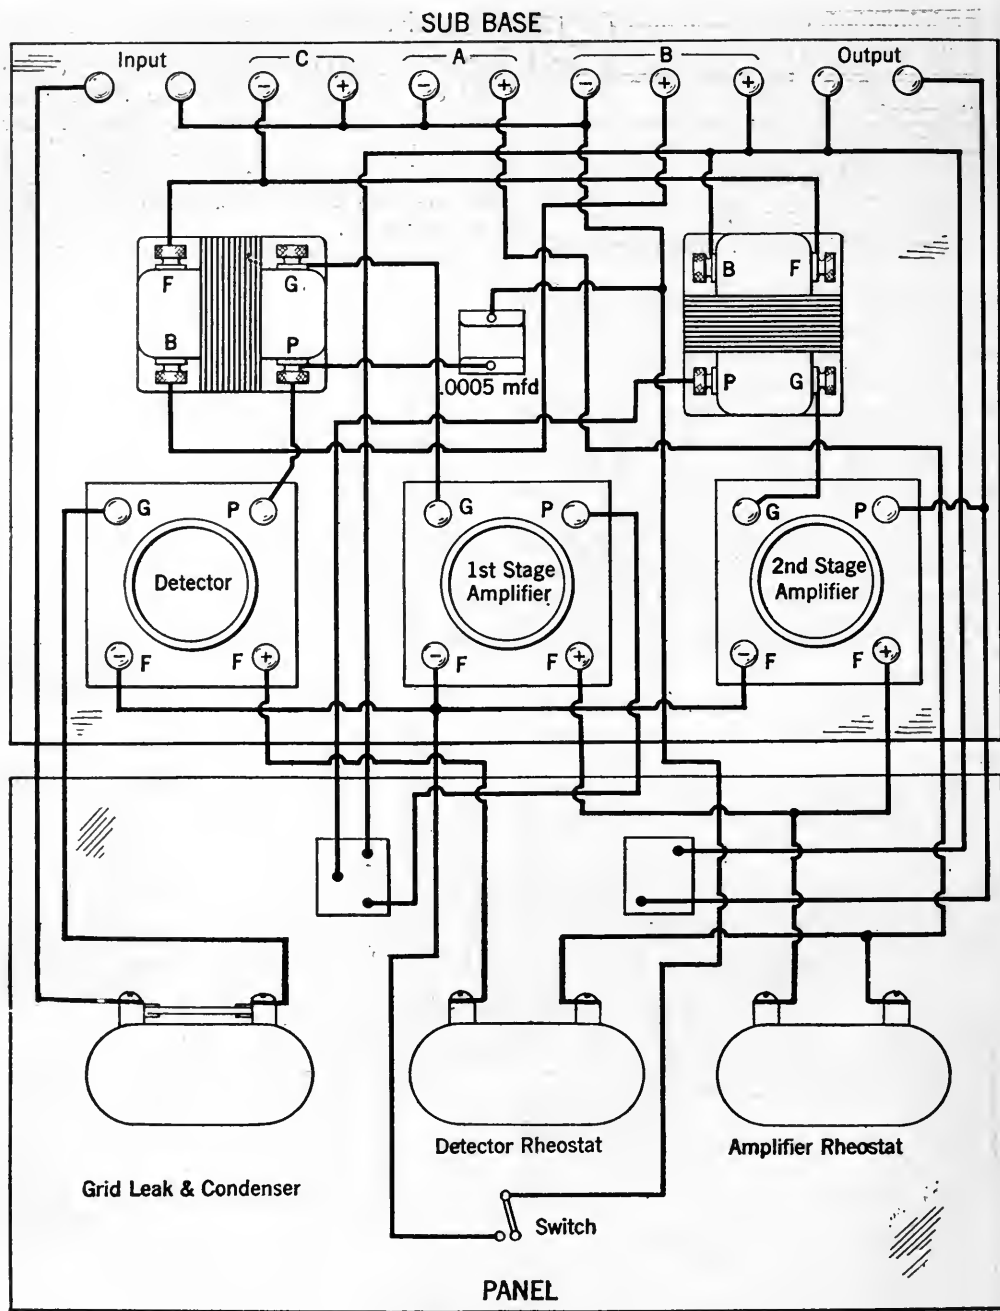 SUB BASE
Input C A B Output
- + - + - + + -
F G
B P
B F
P G
.0005 mfd
G P
G P
G P
Detector
1st Stage
Amplifier
2nd Stage
Amplifier
- F F +
- F F +
- F F +
Detector Rheostat
Amplifier Rheostat
Grid Leak & Condenser
Switch
PANEL